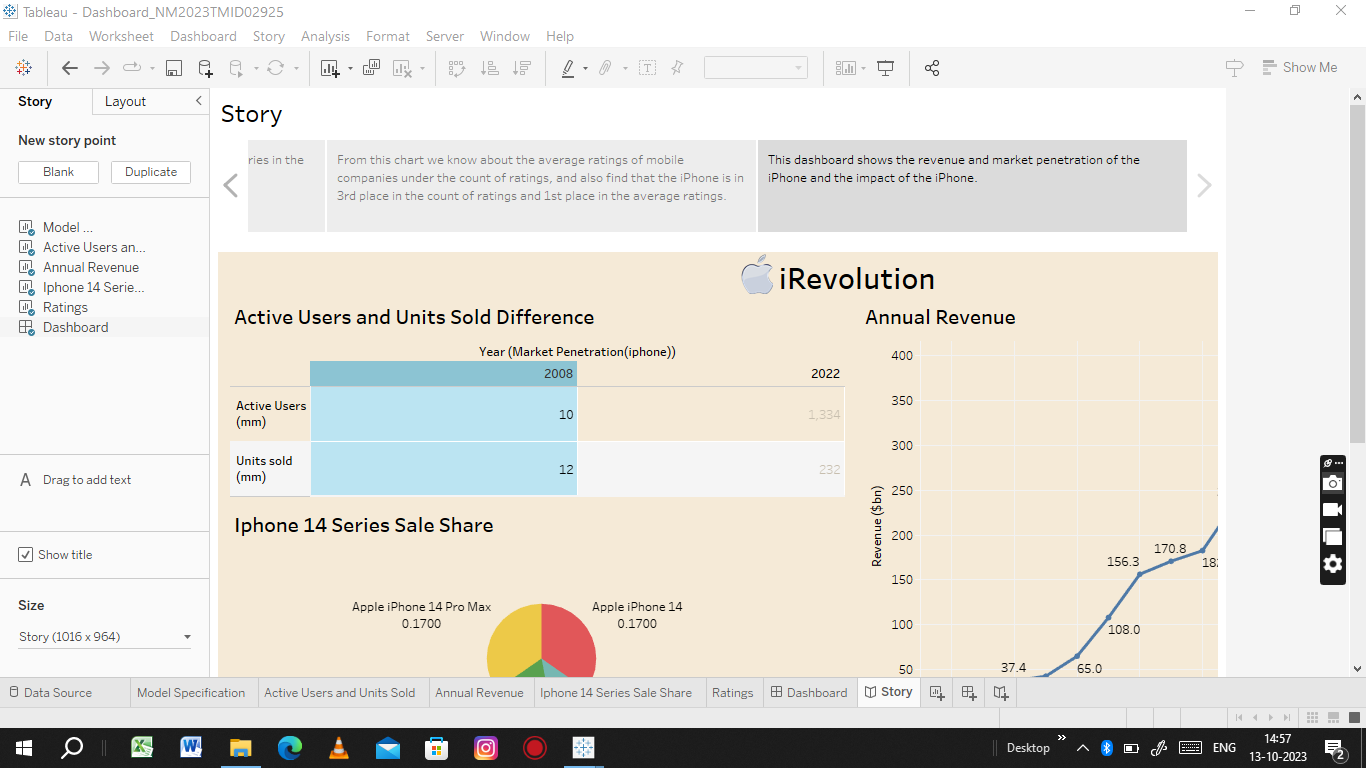 Tableau - Dashboard_NM2023TMID02925
File Data Worksheet Dashboard Story Analysis Format Server Window Help
Show Me
Story Layout
New story point
Blank Duplicate
Model ...
Active Users an...
Annual Revenue
Iphone 14 Serie...
Ratings
Dashboard
A Drag to add text
Show title
Size
Story (1016 x 964)
Story
ries in the
From this chart we know about the average ratings of mobile
companies under the count of ratings, and also find that the iPhone is in
3rd place in the count of ratings and 1st place in the average ratings.
This dashboard shows the revenue and market penetration of the
iPhone and the impact of the iPhone.
iRevolution
Active Users and Units Sold Difference
Year (Market Penetration(iphone))
2008 2022
Active Users
(mm)
10 1,334
Units sold
(mm)
12 232
Iphone 14 Series Sale Share
Apple iPhone 14 Pro Max
0.1700
Apple iPhone 14
0.1700
Annual Revenue
Revenue ($bn)
400
350
300
250
200
150
100
50
37.4
65.0
108.0
156.3
170.8
182
Data Source Model Specification Active Users and Units Sold Annual Revenue Iphone 14 Series Sale Share Ratings Dashboard Story
Desktop ENG
14:57
13-10-2023
2